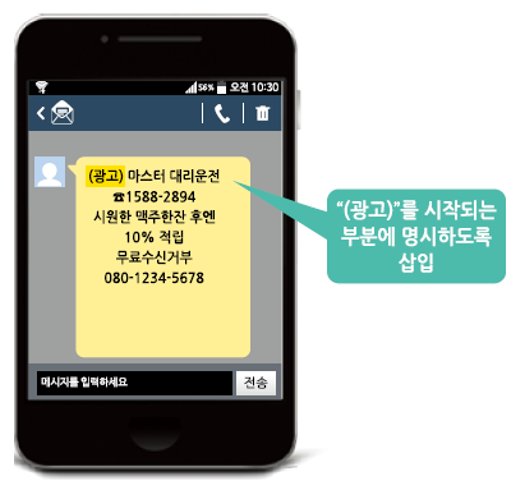 56% 오전 10:30
(광고) 마스터 대리운전
☎1588-2894
시원한 맥주한잔 후엔
10% 적립
무료수신거부
080-1234-5678
메시지를 입력하세요
전송
“(광고)”를 시작되는
부분에 명시하도록
삽입